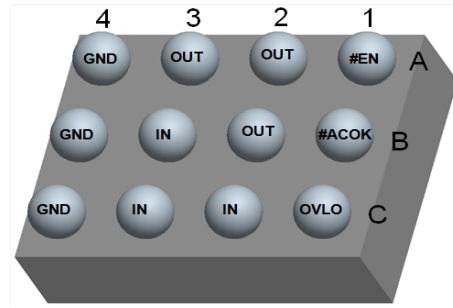 4 3 2 1
GND OUT OUT #EN A
GND IN OUT #ACOK B
GND IN IN OVLO C